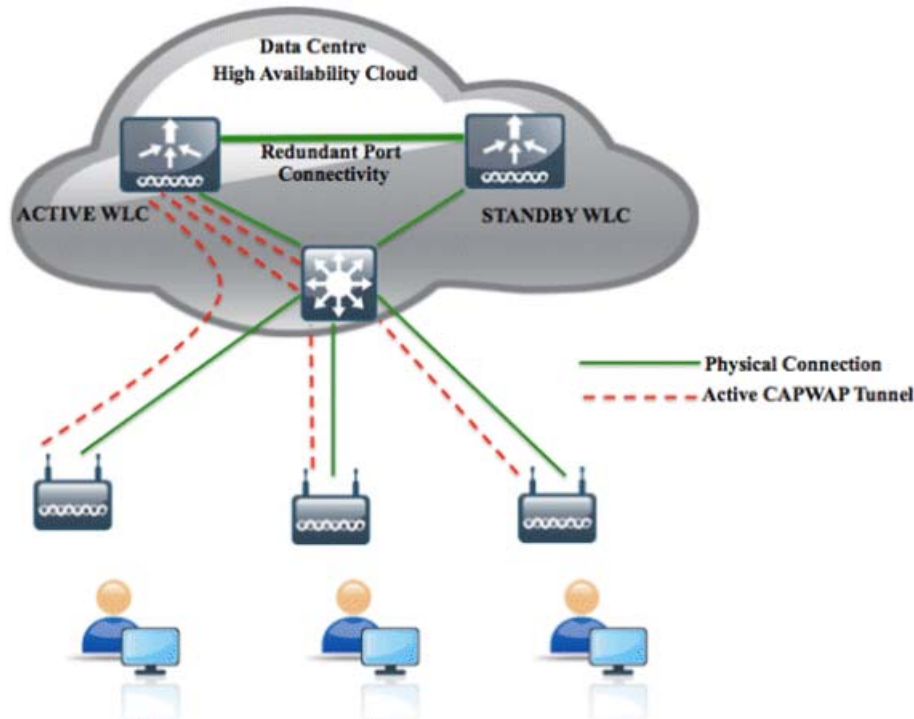 Data Centre
High Availability Cloud
Redundant Port
Connectivity
ACTIVE WLC
STANDBY WLC
Physical Connection
Active CAPWAP Tunnel